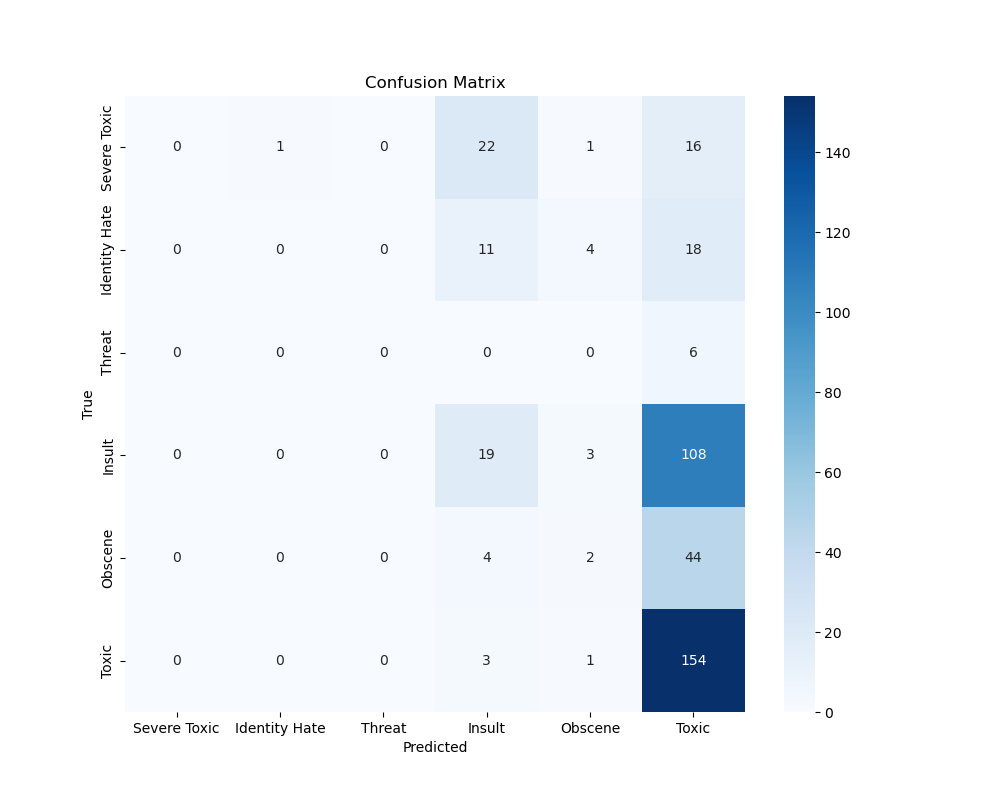 Confusion Matrix
Severe Toxic 0 1 0 22 1 16
Identity Hate 0 0 0 11 4 18
Threat 0 0 0 0 0 6
Insult 0 0 0 19 3 108
Obscene 0 0 0 4 2 44
Toxic 0 0 0 3 1 154
True
Severe Toxic Identity Hate Threat Insult Obscene Toxic
Predicted
140
120
100
80
60
40
20
0